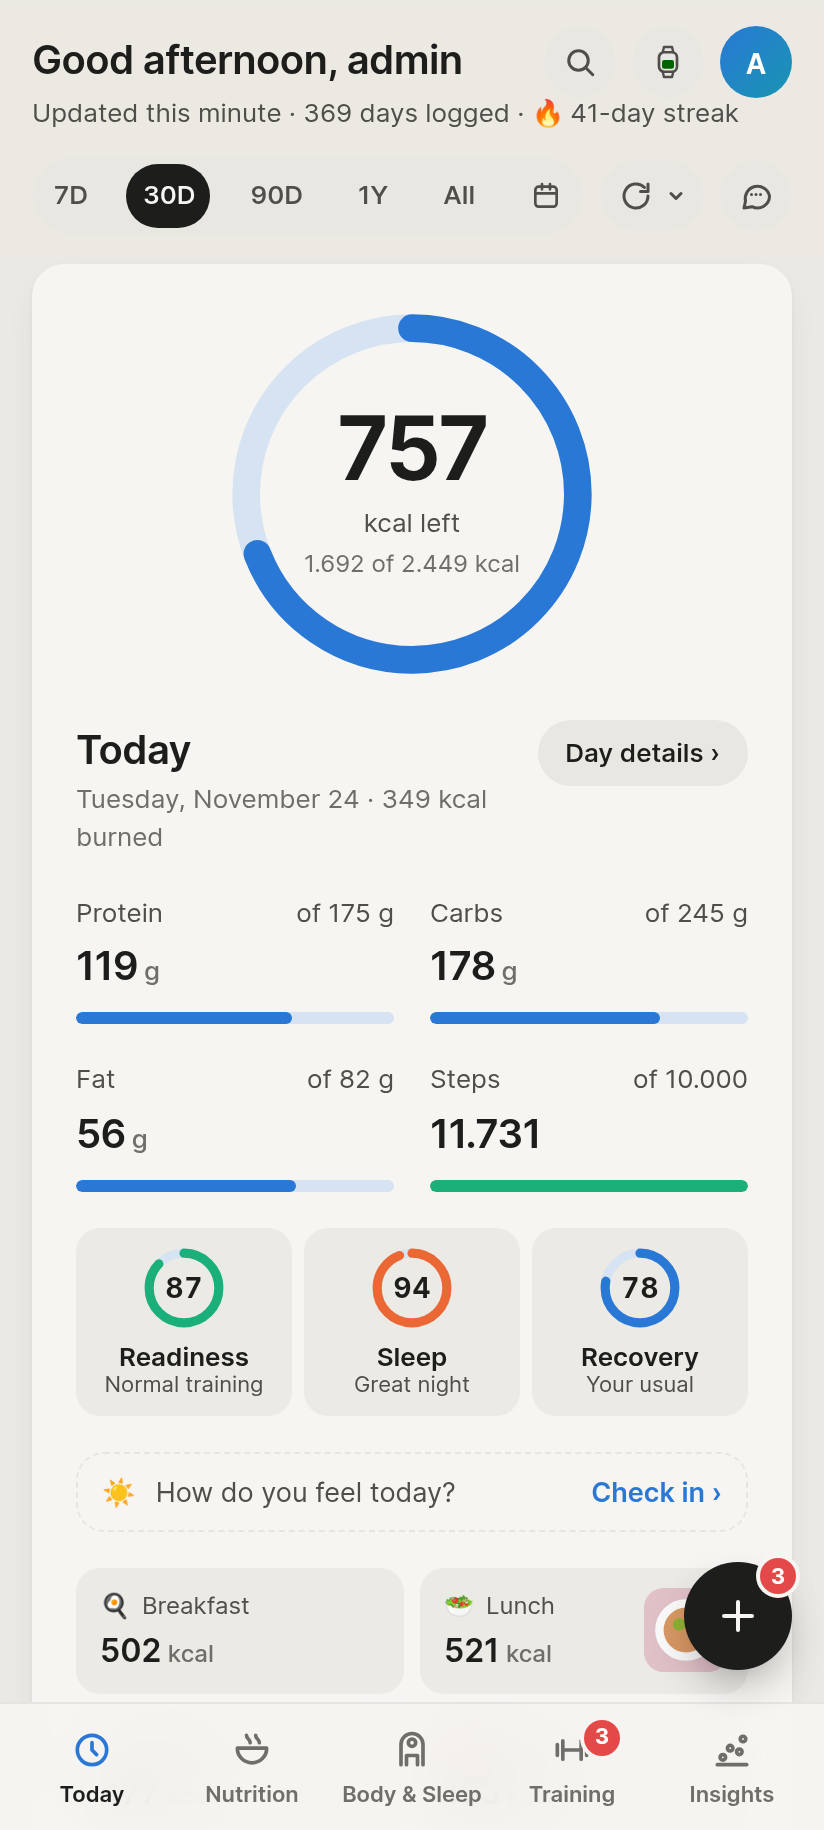 Good afternoon, admin
A
Updated this minute · 369 days logged · 🔥 41-day streak
7D 30D 90D 1Y All
757
kcal left
1.692 of 2.449 kcal
Today
Day details ›
Tuesday, November 24 · 349 kcal
burned
Protein of 175 g
119 g
Carbs of 245 g
178 g
Fat of 82 g
56 g
Steps of 10.000
11.731
87
Readiness
Normal training
94
Sleep
Great night
78
Recovery
Your usual
☀️ How do you feel today? Check in ›
🍳 Breakfast
502 kcal
🥗 Lunch
521 kcal
3
+
3
Today Nutrition Body & Sleep Training Insights